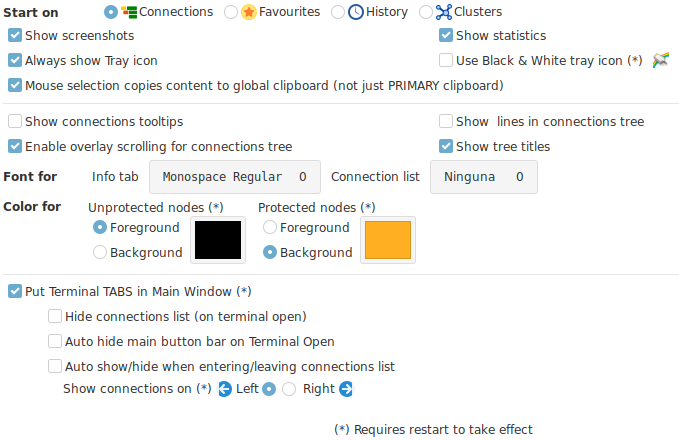 Start on Connections Favourites History Clusters
Show screenshots Show statistics
Always show Tray icon Use Black & White tray icon (*)
Mouse selection copies content to global clipboard (not just PRIMARY clipboard)
Show connections tooltips Show lines in connections tree
Enable overlay scrolling for connections tree Show tree titles
Font for Info tab Monospace Regular 0 Connection list Ninguna 0
Color for Unprotected nodes (*) Protected nodes (*)
Foreground Foreground
Background Background
Put Terminal TABS in Main Window (*)
Hide connections list (on terminal open)
Auto hide main button bar on Terminal Open
Auto show/hide when entering/leaving connections list
Show connections on (*) Left Right
(*) Requires restart to take effect